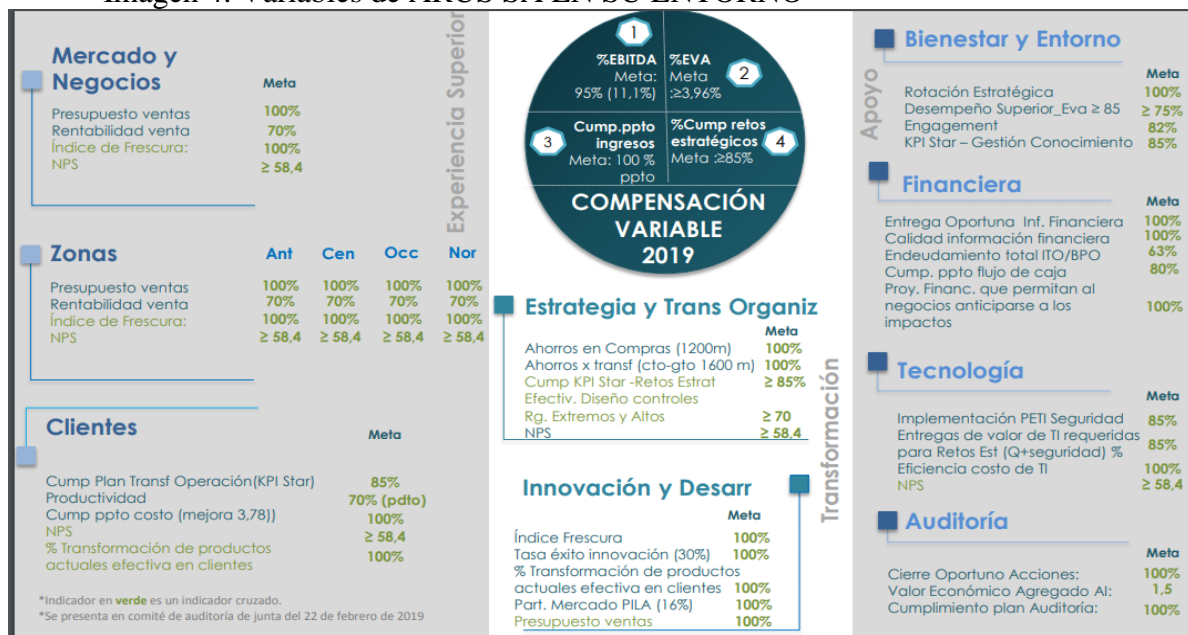 Imagen 4. Variables de ARUS SA EN SU ENTORNO
Experiencia Superior
Mercado y
Negocios
Meta
Presupuesto ventas 100%
Rentabilidad venta 70%
Índice de Frescura: 100%
NPS ≥ 58,4
Zonas Ant Cen Occ Nor
Presupuesto ventas 100% 100% 100% 100%
Rentabilidad venta 70% 70% 70% 70%
Índice de Frescura: 100% 100% 100% 100%
NPS ≥ 58,4 ≥ 58,4 ≥ 58,4 ≥ 58,4
Clientes
Meta
Cump Plan Transf Operación(KPI Star) 85%
Productividad 70% (pdto)
Cump ppto costo (mejora 3,78)) 100%
NPS ≥ 58,4
% Transformación de productos
actuales efectiva en clientes 100%
*Indicador en verde es un indicador cruzado.
*Se presenta en comité de auditoría de junta del 22 de febrero de 2019
1
%EBITDA
Meta:
95% (11,1%)
%EVA
Meta
:≥3,96%
2
3
Cump.ppto
ingresos
Meta: 100 %
ppto
%Cump retos
estratégicos
Meta :≥85%
4
COMPENSACIÓN
VARIABLE
2019
Transformación
Estrategia y Trans Organiz
Meta
Ahorros en Compras (1200m) 100%
Ahorros x transf (cto-gto 1600 m) 100%
Cump KPI Star -Retos Estrat ≥ 85%
Efectiv. Diseño controles
Rg. Extremos y Altos ≥ 70
NPS ≥ 58,4
Innovación y Desarr
Meta
Índice Frescura 100%
Tasa éxito innovación (30%) 100%
% Transformación de productos
actuales efectiva en clientes 100%
Part. Mercado PILA (16%) 100%
Presupuesto ventas 100%
Apoyo
Bienestar y Entorno
Meta
Rotación Estratégica 100%
Desempeño Superior_Eva ≥ 85 ≥ 75%
Engagement 82%
KPI Star – Gestión Conocimiento 85%
Financiera
Meta
Entrega Oportuna Inf. Financiera 100%
Calidad información financiera 100%
Endeudamiento total ITO/BPO 63%
Cump. ppto flujo de caja 80%
Proy. Financ. que permitan al
negocios anticiparse a los 100%
impactos
Tecnología
Meta
Implementación PETI Seguridad 85%
Entregas de valor de TI requeridas
para Retos Est (Q+seguridad) % 85%
Eficiencia costo de TI 100%
NPS ≥ 58,4
Auditoría
Meta
Cierre Oportuno Acciones: 100%
Valor Económico Agregado AI: 1,5
Cumplimiento plan Auditoría: 100%